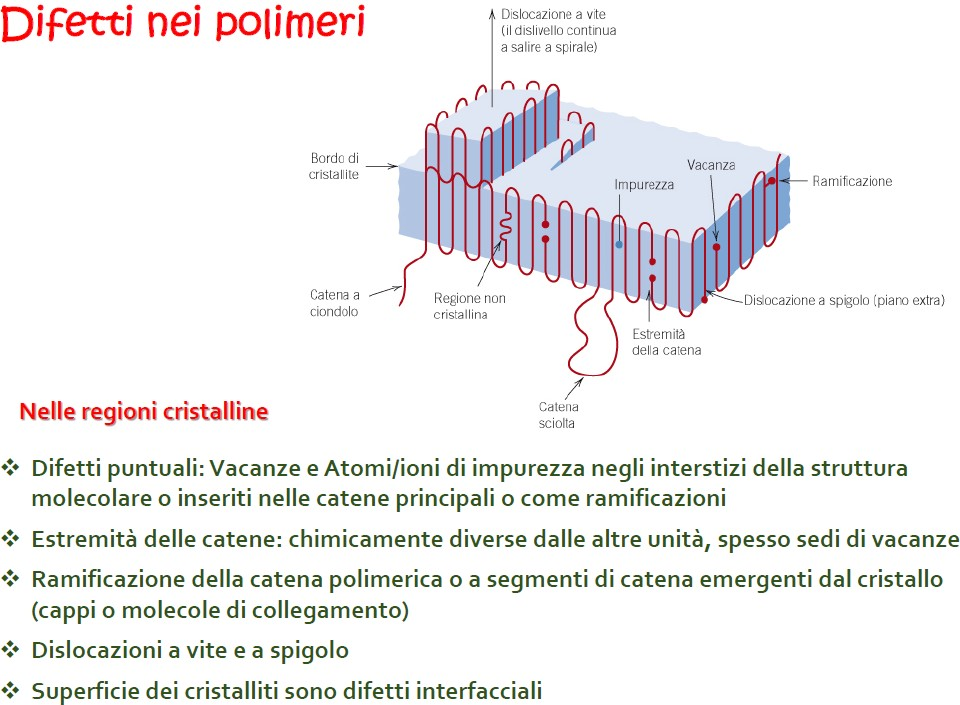 Difetti nei polimeri
Dislocazione a vite
(il dislivello continua
a salire a spirale)
Bordo di
cristallite
Vacanza
Impurezza
Ramificazione
Catena a
ciondolo
Regione non
cristallina
Dislocazione a spigolo (piano extra)
Estremità
della catena
Catena
sciolta
Nelle regioni cristalline
❖ Difetti puntuali: Vacanze e Atomi/ioni di impurezza negli interstizi della struttura
molecolare o inseriti nelle catene principali o come ramificazioni
❖ Estremità delle catene: chimicamente diverse dalle altre unità, spesso sedi di vacanze
❖ Ramificazione della catena polimerica o a segmenti di catena emergenti dal cristallo
(cappi o molecole di collegamento)
❖ Dislocazioni a vite e a spigolo
❖ Superficie dei cristalliti sono difetti interfacciali